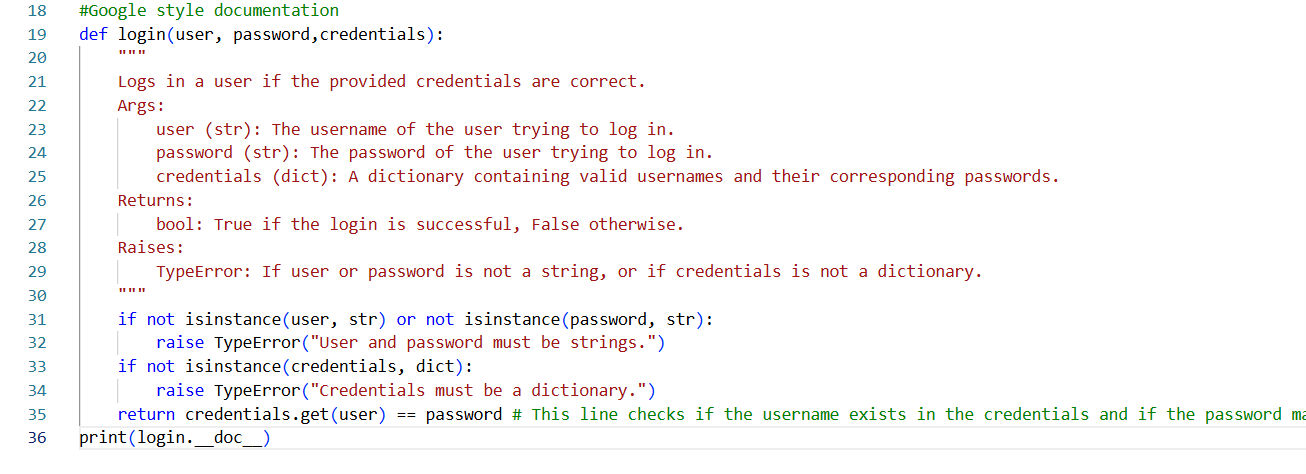 18 #Google style documentation
19 def login(user, password,credentials):
20 """
21 Logs in a user if the provided credentials are correct.
22 Args:
23 user (str): The username of the user trying to log in.
24 password (str): The password of the user trying to log in.
25 credentials (dict): A dictionary containing valid usernames and their corresponding passwords.
26 Returns:
27 bool: True if the login is successful, False otherwise.
28 Raises:
29 TypeError: If user or password is not a string, or if credentials is not a dictionary.
30 """
31 if not isinstance(user, str) or not isinstance(password, str):
32 raise TypeError("User and password must be strings.")
33 if not isinstance(credentials, dict):
34 raise TypeError("Credentials must be a dictionary.")
35 return credentials.get(user) == password # This line checks if the username exists in the credentials and if the password
36 print(login.__doc__)